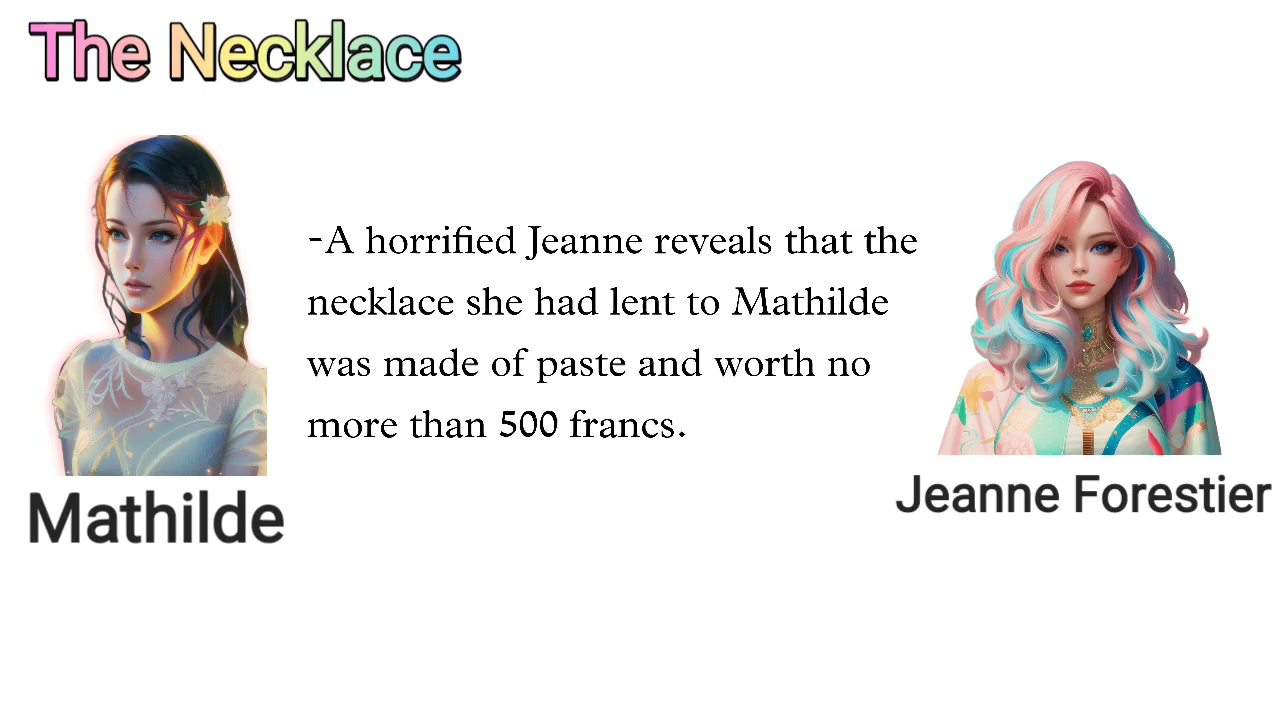 The Necklace
-A horrified Jeanne reveals that the
necklace she had lent to Mathilde
was made of paste and worth no
more than 500 francs.
Mathilde
Jeanne Forestier